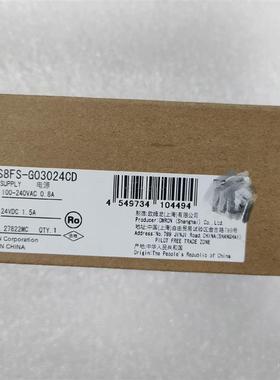 S8FS-G03024CD
SUPPLY 电源
100-240VAC 0.8A
24VDC 1.5A
27822MC QTY.1
Corporation
CHINA
4 549734 104494
制造:欧姆龙(上海)有限公司
Producer:OMRON (Shanghai) Co., Ltd.
地址:中国(上海)自由贸易试验区金吉路789号
Address:No. 789 JINJI ROAD, CHINA(SHANGHAI)
PILOT FREE TRADE ZONE
产地:中华人民共和国
Origin:The People's Republic of China